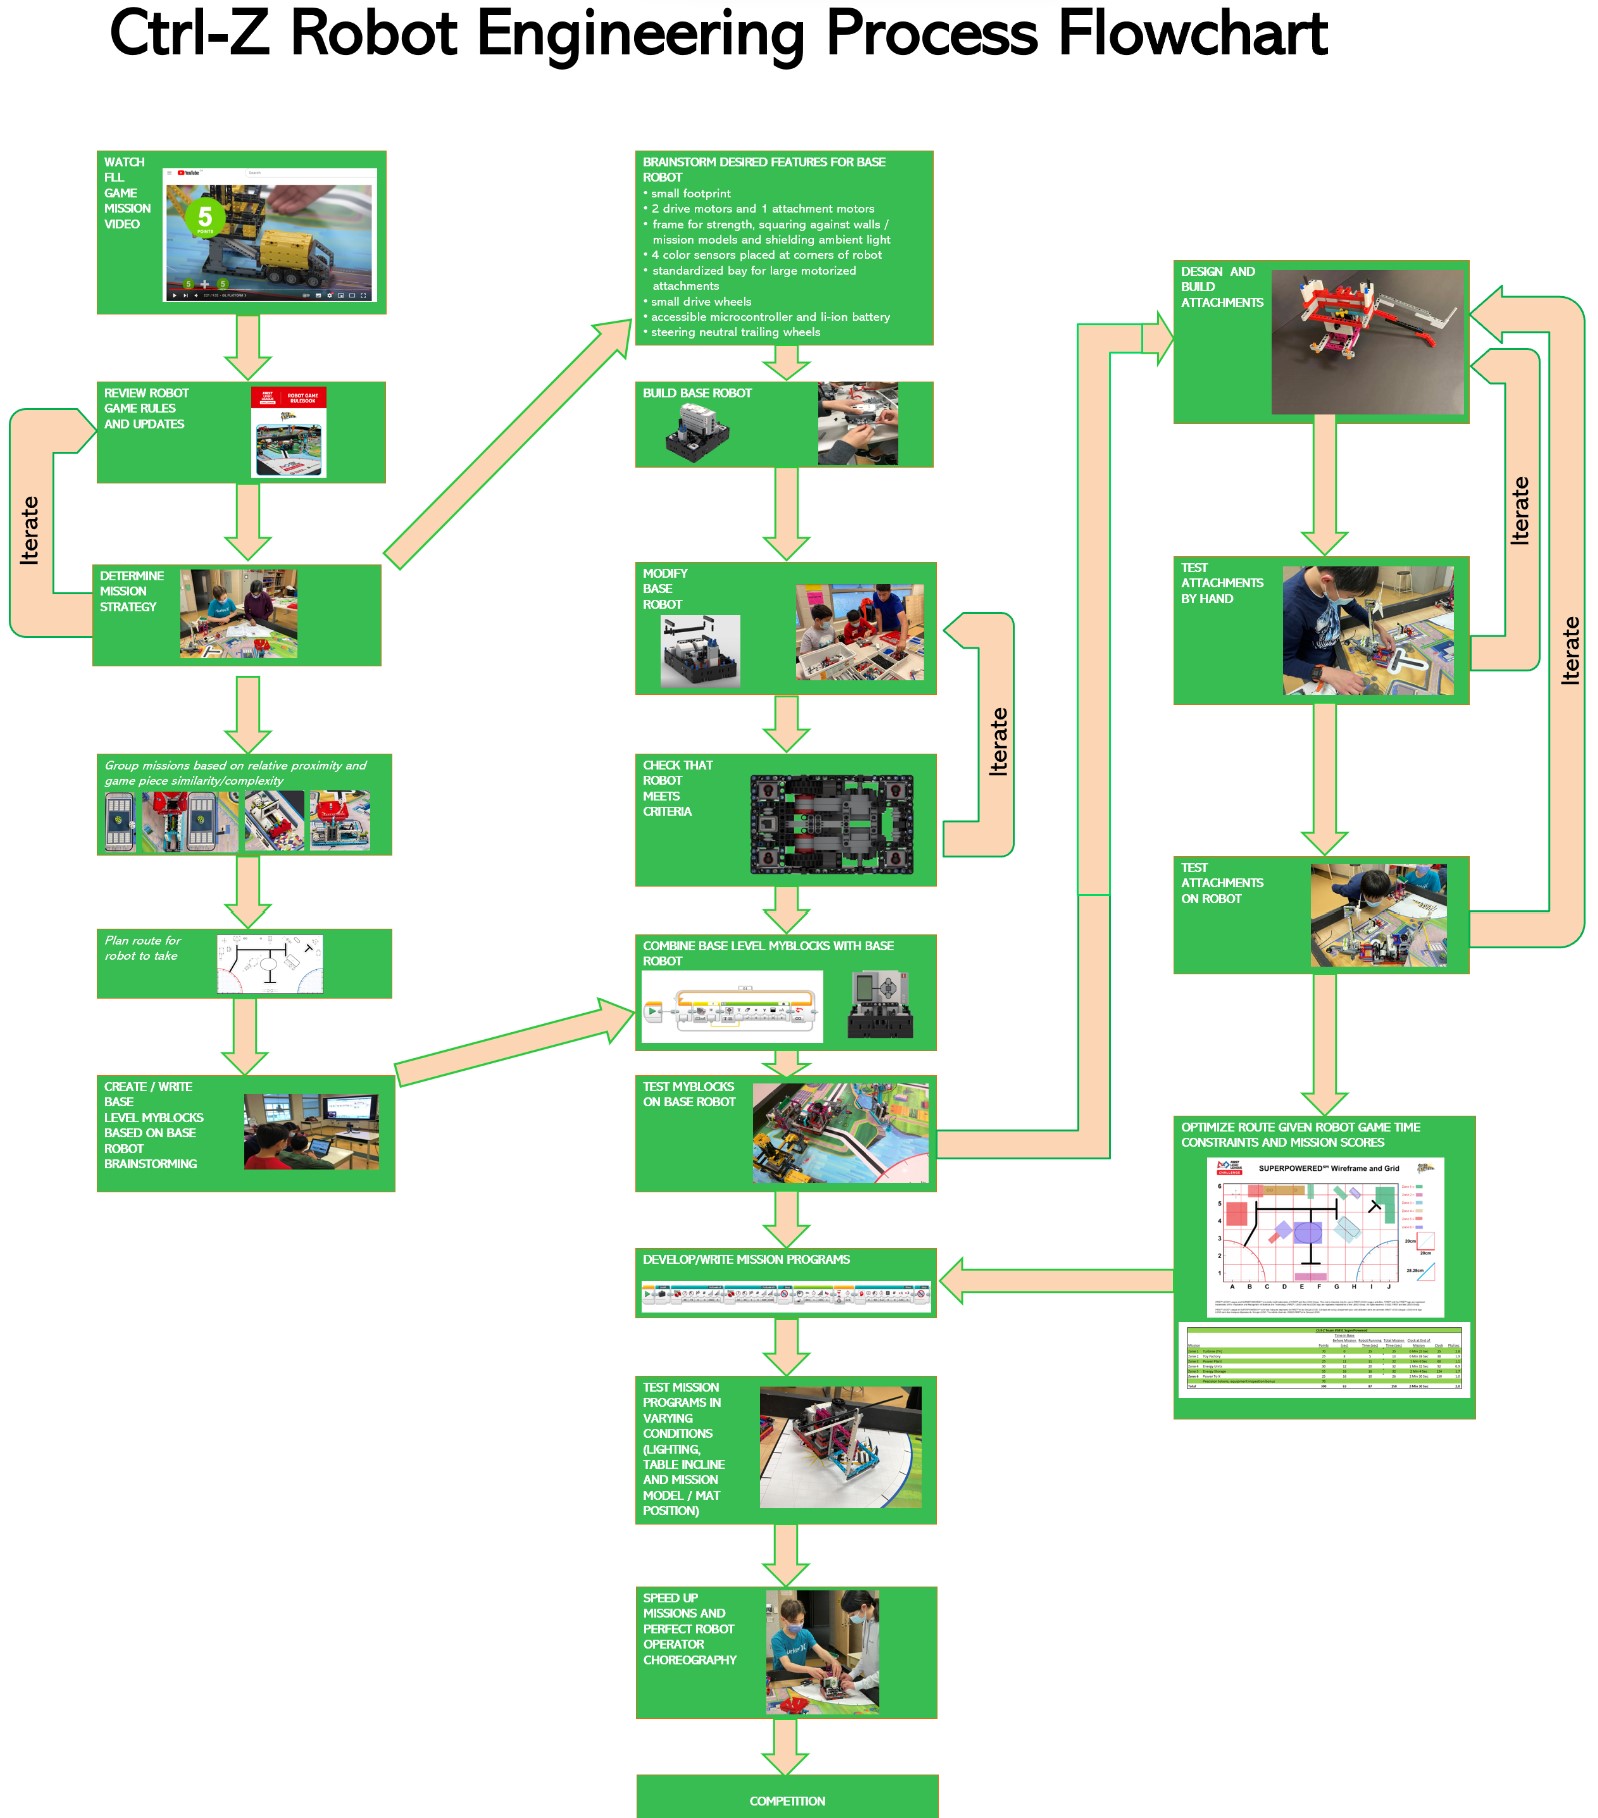 Ctrl-Z Robot Engineering Process Flowchart
WATCH
FLL
GAME
MISSION
VIDEO
YouTube
5
POINTS
5 + 5
REVIEW ROBOT
GAME RULES
AND UPDATES
ROBOT GAME
RULEBOOK
Iterate
DETERMINE
MISSION
STRATEGY
Group missions based on relative proximity and
game piece similarity/complexity
Plan route for
robot to take
CREATE / WRITE
BASE
LEVEL MYBLOCKS
BASED ON BASE
ROBOT
BRAINSTORMING
BRAINSTORM DESIRED FEATURES FOR BASE
ROBOT
• small footprint
• 2 drive motors and 1 attachment motors
• frame for strength, squaring against walls /
mission models and shielding ambient light
• 4 color sensors placed at corners of robot
• standardized bay for large motorized
attachments
• small drive wheels
• accessible microcontroller and li-ion battery
• steering neutral trailing wheels
BUILD BASE ROBOT
MODIFY
BASE
ROBOT
Iterate
CHECK THAT
ROBOT
MEETS
CRITERIA
COMBINE BASE LEVEL MYBLOCKS WITH BASE
ROBOT
TEST MYBLOCKS
ON BASE ROBOT
DEVELOP/WRITE MISSION PROGRAMS
TEST MISSION
PROGRAMS IN
VARYING
CONDITIONS
(LIGHTING,
TABLE INCLINE
AND MISSION
MODEL / MAT
POSITION)
SPEED UP
MISSIONS AND
PERFECT ROBOT
OPERATOR
CHOREOGRAPHY
COMPETITION
DESIGN AND
BUILD
ATTACHMENTS
Iterate
Iterate
TEST
ATTACHMENTS
BY HAND
TEST
ATTACHMENTS
ON ROBOT
OPTIMIZE ROUTE GIVEN ROBOT GAME TIME
CONSTRAINTS AND MISSION SCORES
SUPERPOWERED℠ Wireframe and Grid
6
5
4
3
2
1
A B C D E F G H I J
20cm
20cm
28.28cm